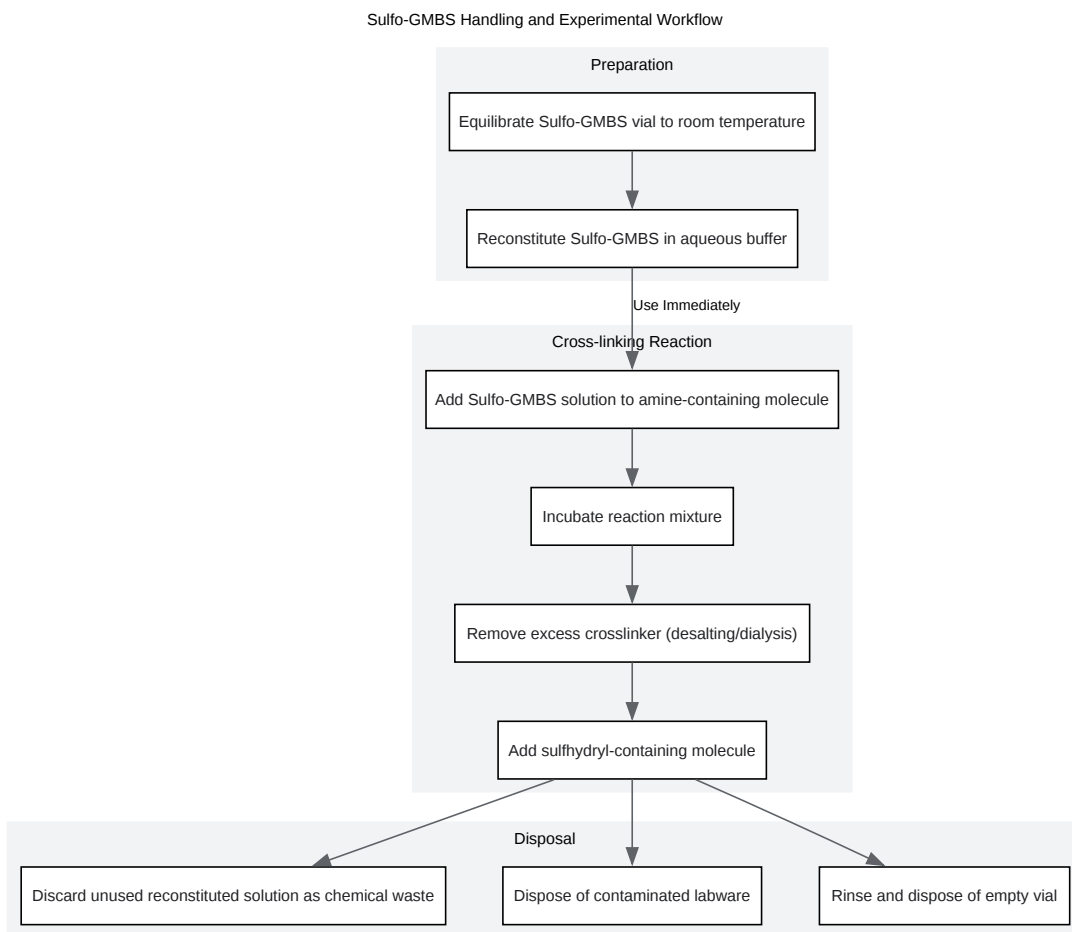 Sulfo-GMBS Handling and Experimental Workflow
Preparation
Equilibrate Sulfo-GMBS vial to room temperature
Reconstitute Sulfo-GMBS in aqueous buffer
Use Immediately
Cross-linking Reaction
Add Sulfo-GMBS solution to amine-containing molecule
Incubate reaction mixture
Remove excess crosslinker (desalting/dialysis)
Add sulfhydryl-containing molecule
Disposal
Discard unused reconstituted solution as chemical waste
Dispose of contaminated labware
Rinse and dispose of empty vial